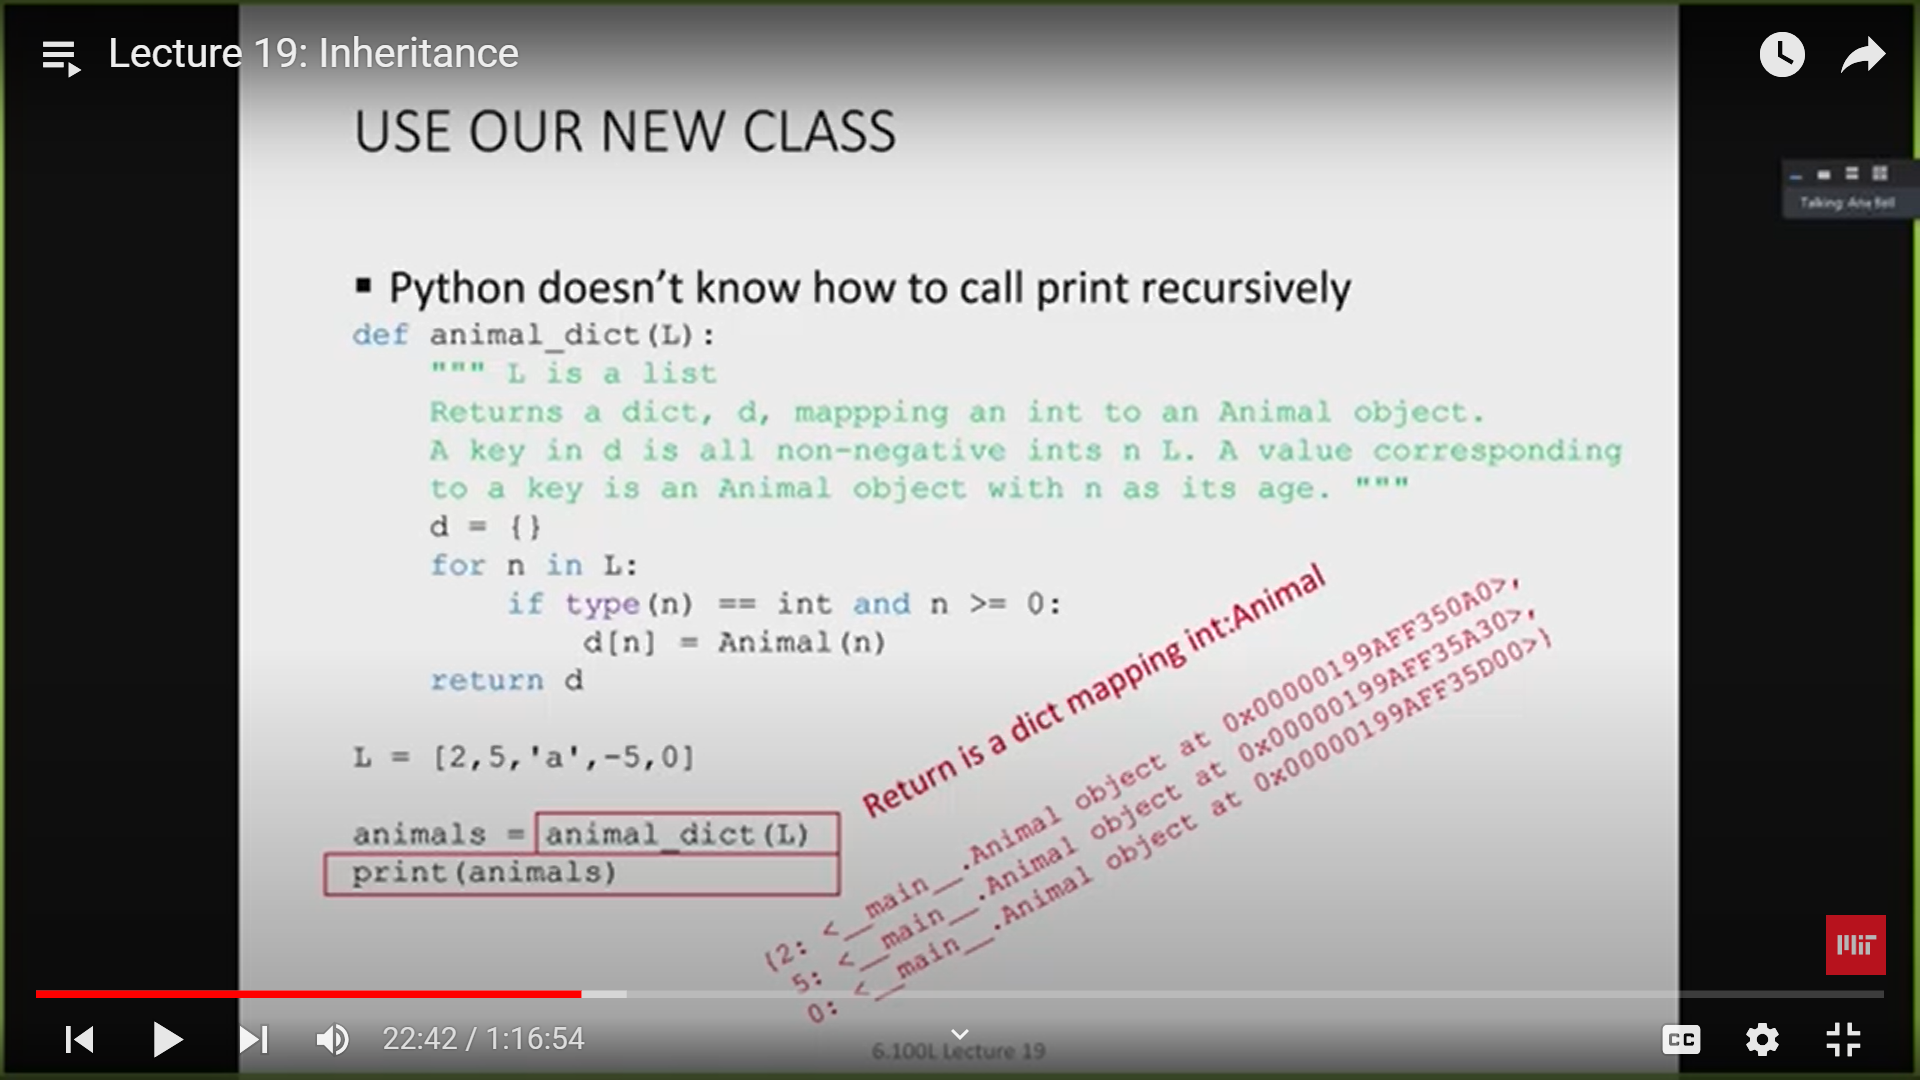 Lecture 19: Inheritance
USE OUR NEW CLASS
Talking: Ana Bell
▪ Python doesn't know how to call print recursively
def animal_dict(L):
    """ L is a list
    Returns a dict, d, mappping an int to an Animal object.
    A key in d is all non-negative ints n L. A value corresponding
    to a key is an Animal object with n as its age. """
    d = {}
    for n in L:
        if type(n) == int and n >= 0:
            d[n] = Animal(n)
    return d
L = [2,5,'a',-5,0]
animals = animal_dict(L)
print(animals)
Return is a dict mapping int:Animal
{2: <__main__.Animal object at 0x00000199AFF350A0>,
5: <__main__.Animal object at 0x00000199AFF35A30>,
0: <__main__.Animal object at 0x00000199AFF35D00>}
MIT
22:42 / 1:16:54
6.100L Lecture 19
CC